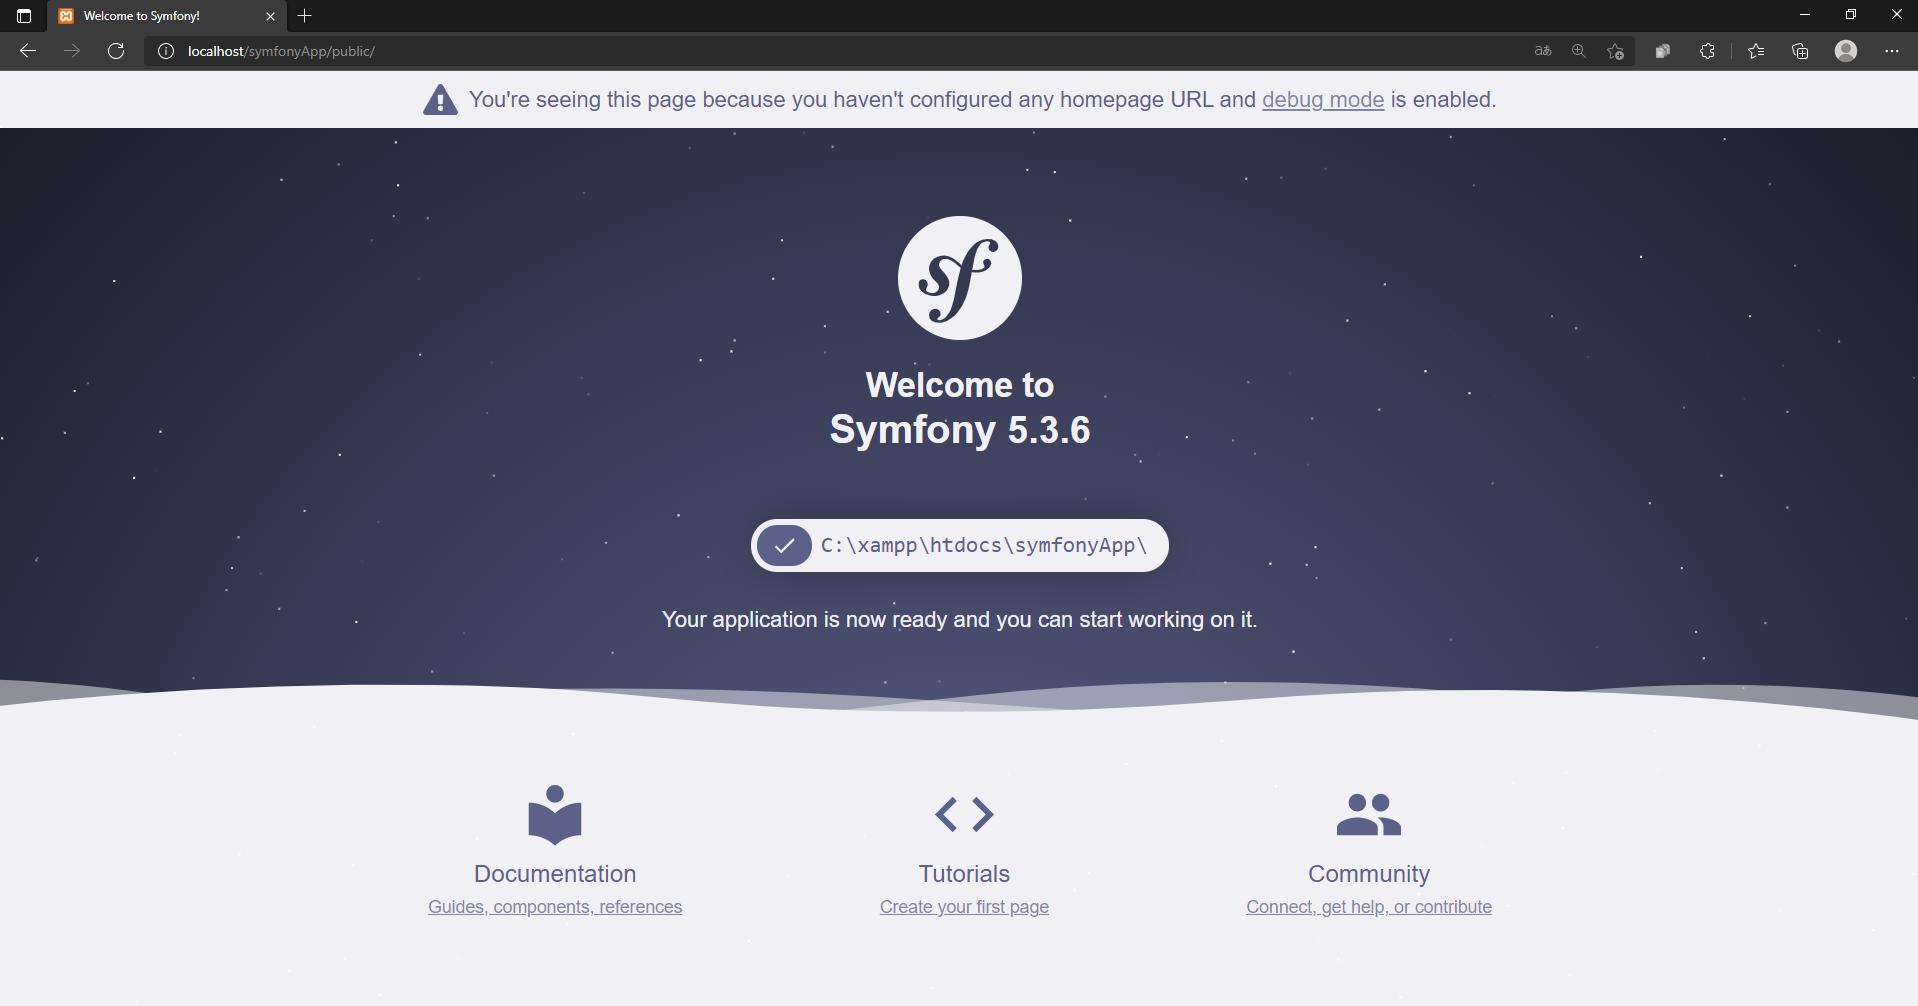 Welcome to Symfony!
localhost/symfonyApp/public/
You're seeing this page because you haven't configured any homepage URL and debug mode is enabled.
sf
Welcome to
Symfony 5.3.6
C:\xampp\htdocs\symfonyApp\
Your application is now ready and you can start working on it.
Documentation
Guides, components, references
Tutorials
Create your first page
Community
Connect, get help, or contribute